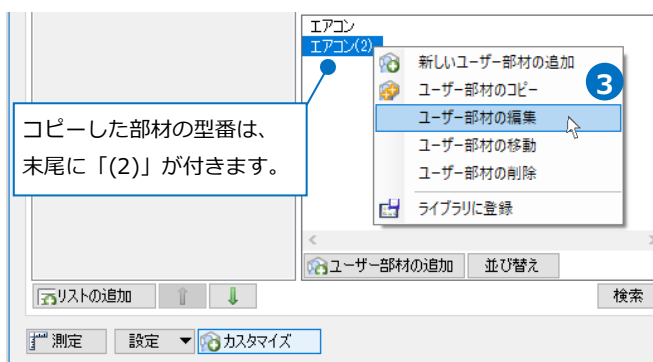 エアコン
エアコン(2)
新しいユーザー部材の追加
ユーザー部材のコピー
3
ユーザー部材の編集
ユーザー部材の移動
ユーザー部材の削除
ライブラリに登録
コピーした部材の型番は、
末尾に「(2)」が付きます。
ユーザー部材の追加
並び替え
リストの追加
検索
測定
設定
カスタマイズ